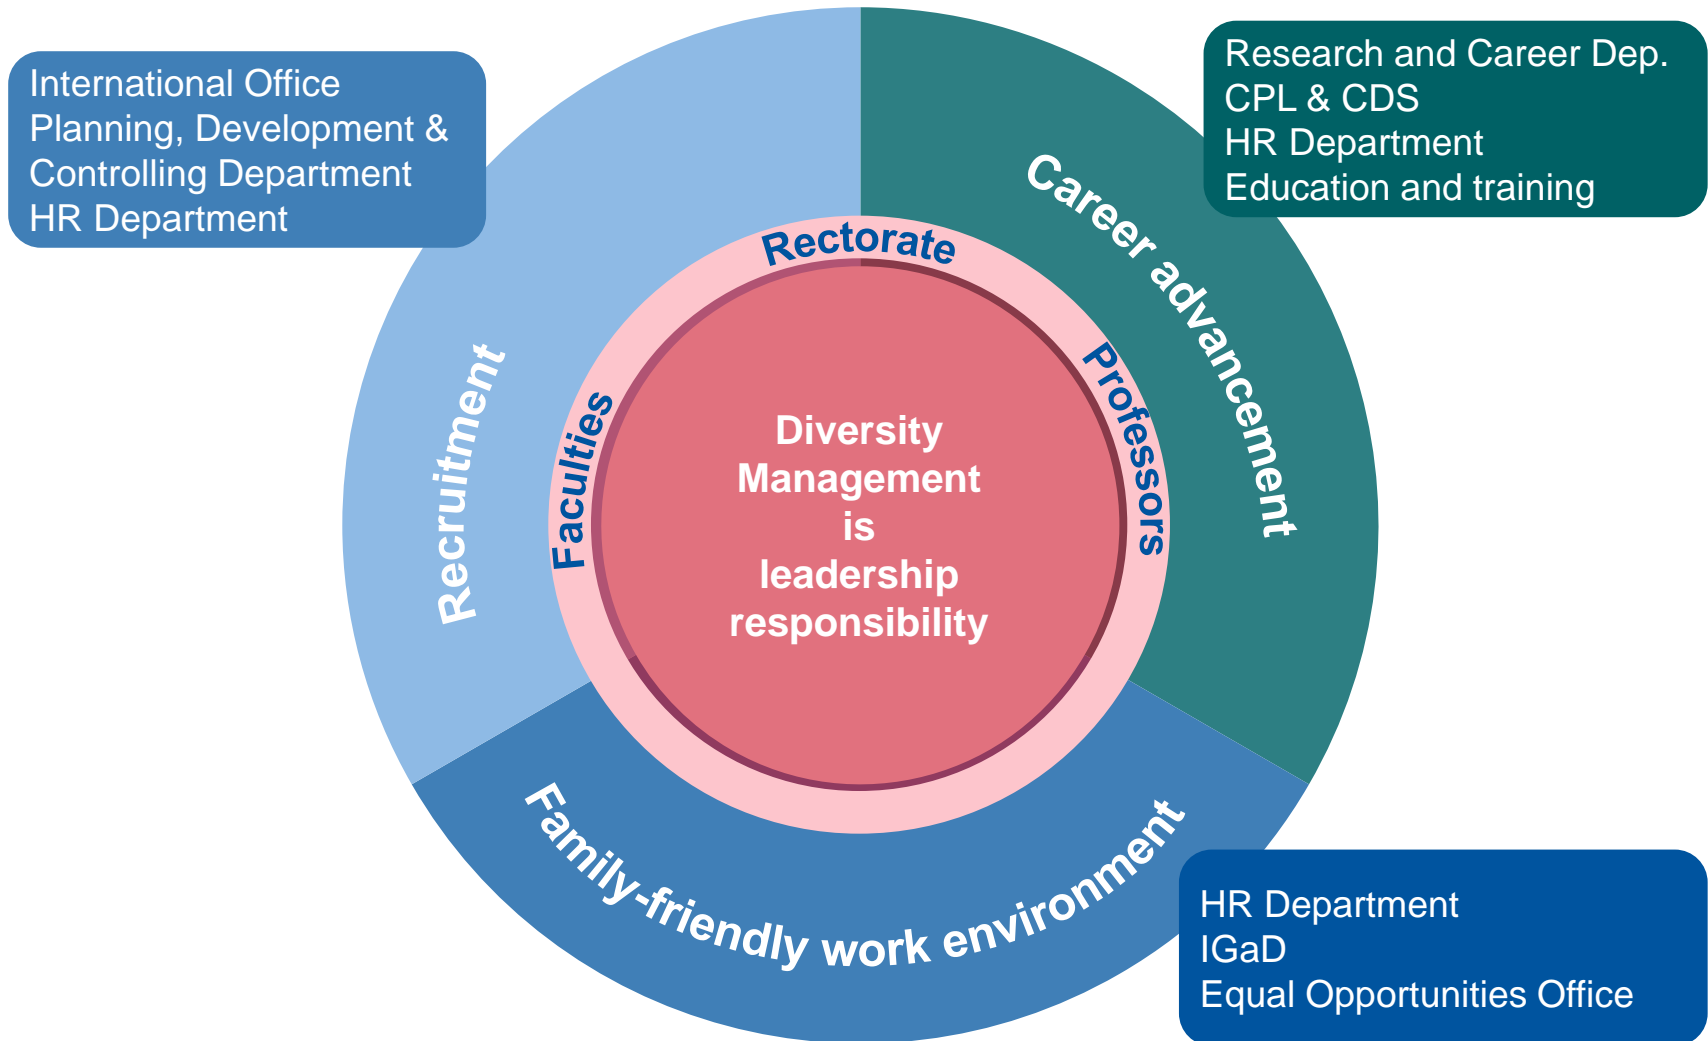 International Office
Planning, Development &
Controlling Department
HR Department
Research and Career Dep.
CPL & CDS
HR Department
Education and training
Rectorate
Career advancement
Recruitment
Faculties
Professors
Diversity
Management
is
leadership
responsibility
Family-friendly work environment
HR Department
IGaD
Equal Opportunities Office